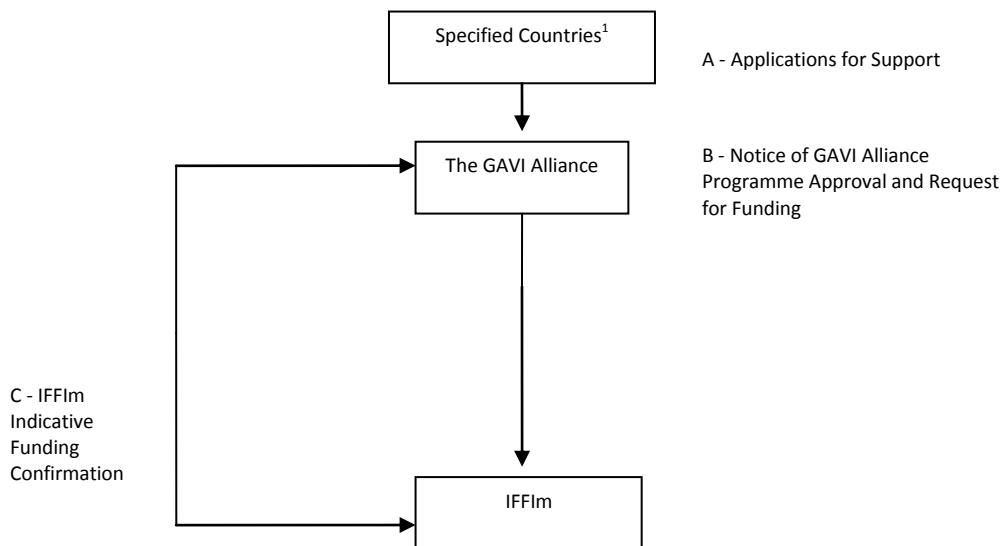 Specified Countries¹
A - Applications for Support
The GAVI Alliance
B - Notice of GAVI Alliance
Programme Approval and Request
for Funding
C - IFFIm
Indicative
Funding
Confirmation
IFFIm